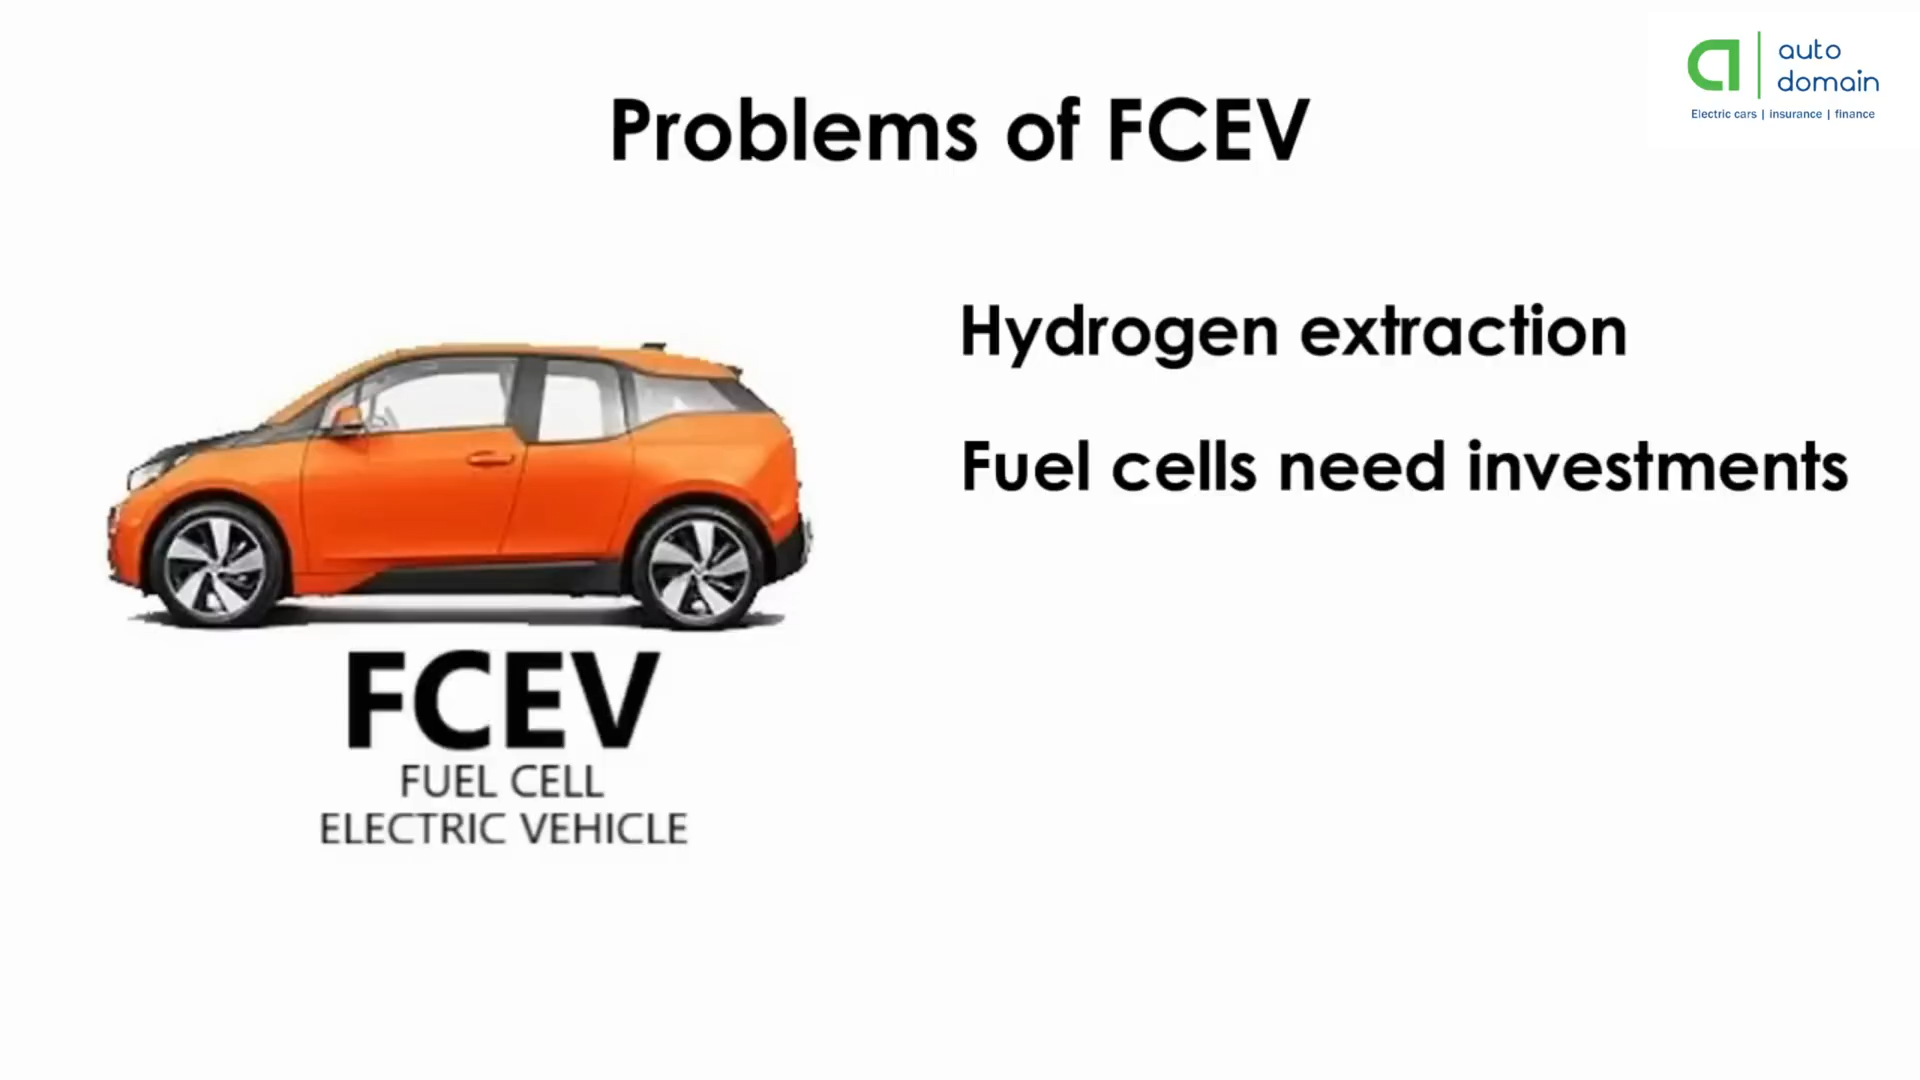 auto
domain
Electric cars | insurance | finance
Problems of FCEV
Hydrogen extraction
Fuel cells need investments
FCEV
FUEL CELL
ELECTRIC VEHICLE